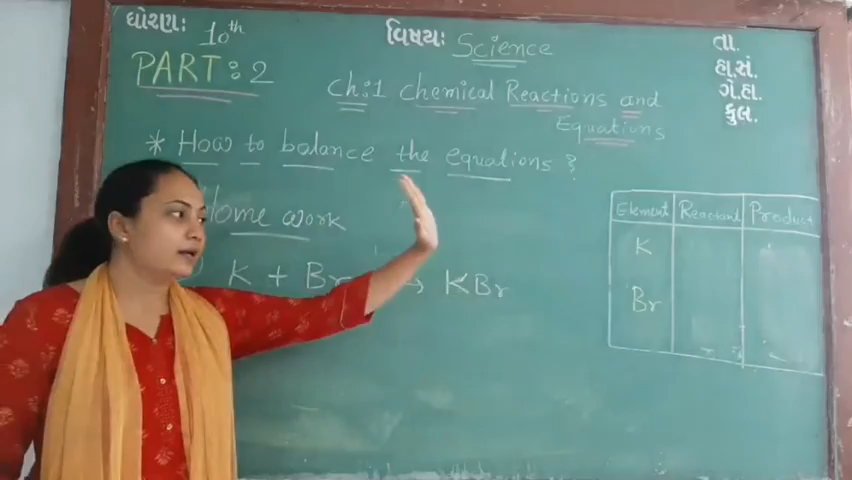 ધોરણ: 10th
વિષય: Science
તા.
હા.સં.
ગે.હા.
કુલ.
PART: 2
Ch:1 Chemical Reactions and
Equations
* How to balance the equations ?
Home work
K + Br → KBr
Element Reactant Product
K
Br